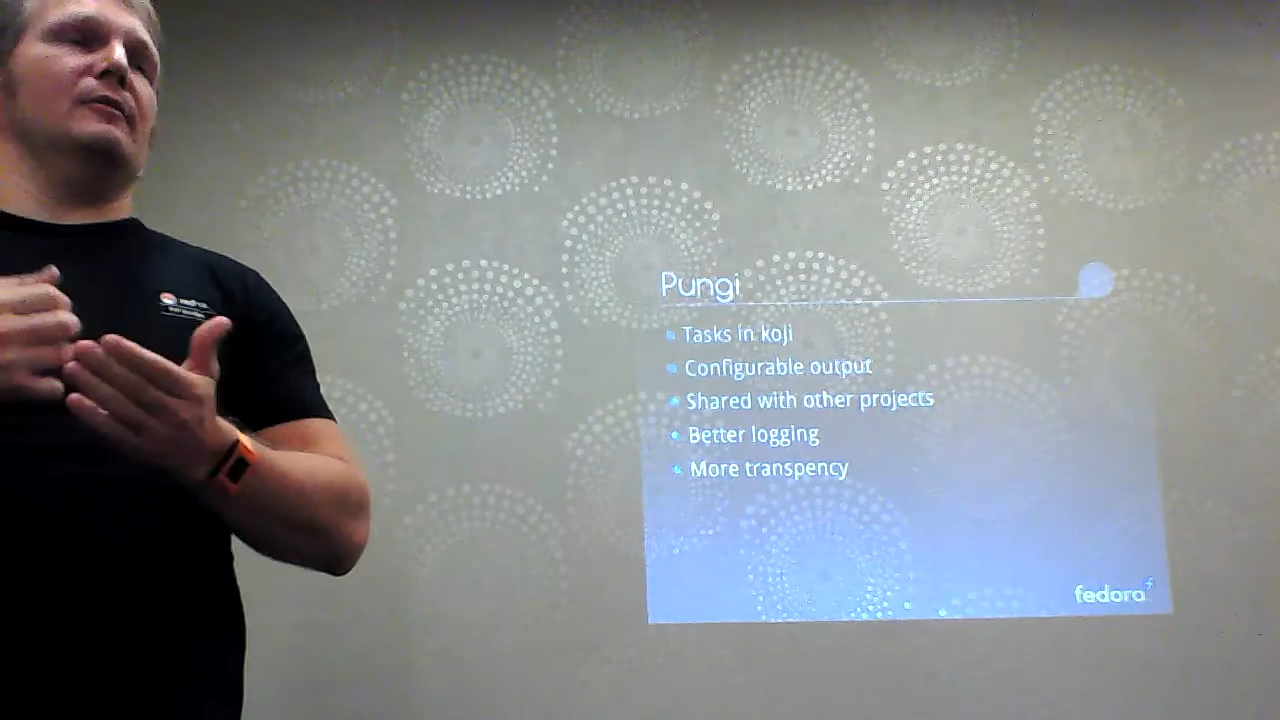 Pungi
Tasks in koji
Configurable output
Shared with other projects
Better logging
More transpency
fedora